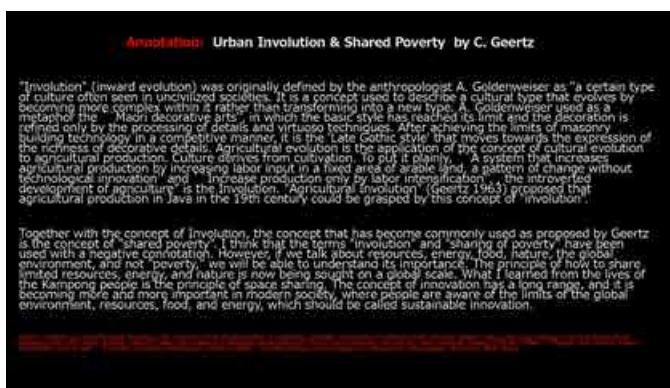 Annotation: Urban Involution & Shared Poverty by C. Geertz
"Involution" (inward evolution) was originally defined by the anthropologist A. Goldenweiser as "a certain type
of culture often seen in uncivilized societies. It is a concept used to describe a cultural type that evolves by
becoming more complex within it rather than transforming into a new type. A. Goldenweiser used as a
metaphor the Maori decorative arts", in which the basic style has reached its limit and the decoration is
refined only by the processing of details and virtuoso techniques. After achieving the limits of masonry
building technology in a competitive manner, it is the 'Late Gothic style' that moves towards the expression of
the richness of decorative details. Agricultural evolution is the application of the concept of cultural evolution
to agricultural production. Culture derives from cultivation. To put it plainly, " A system that increases
agricultural production by increasing labor input in a fixed area of arable land, a pattern of change without
technological innovation" and " Increase production only by labor intensification", "the introverted
development of agriculture" is the Involution. "Agricultural Involution" (Geertz 1963) proposed that
agricultural production in Java in the 19th century could be grasped by this concept of "involution".
Together with the concept of Involution, the concept that has become commonly used as proposed by Geertz
is the concept of "shared poverty". I think that the terms "involution" and "sharing of poverty" have been
used with a negative connotation. However, if we talk about resources, energy, food, nature, the global
environment, and not "poverty," we will be able to understand its importance. The principle of how to share
limited resources, energy, and nature is now being sought on a global scale. What I learned from the lives of
the Kampong people is the principle of space sharing. The concept of innovation has a long range, and it is
becoming more and more important in modern society, where people are aware of the limits of the global
environment, resources, food, and energy, which should be called sustainable innovation.